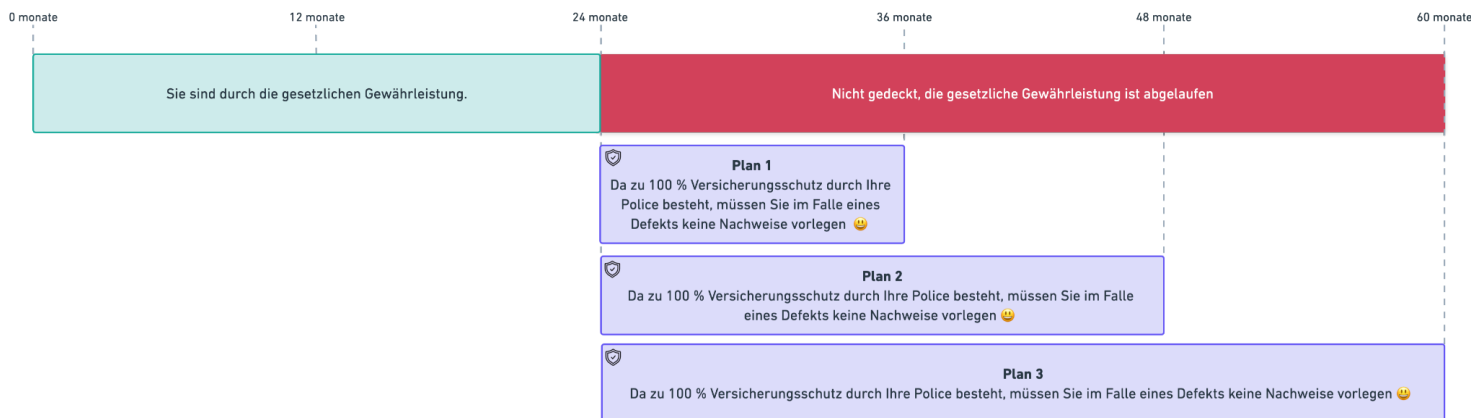 0 monate
12 monate
24 monate
36 monate
48 monate
60 monate
Sie sind durch die gesetzlichen Gewährleistung.
Nicht gedeckt, die gesetzliche Gewährleistung ist abgelaufen
Plan 1
Da zu 100 % Versicherungsschutz durch Ihre
Police besteht, müssen Sie im Falle eines
Defekts keine Nachweise vorlegen 😃
Plan 2
Da zu 100 % Versicherungsschutz durch Ihre Police besteht, müssen Sie im Falle
eines Defekts keine Nachweise vorlegen 😃
Plan 3
Da zu 100 % Versicherungsschutz durch Ihre Police besteht, müssen Sie im Falle eines Defekts keine Nachweise vorlegen 😃